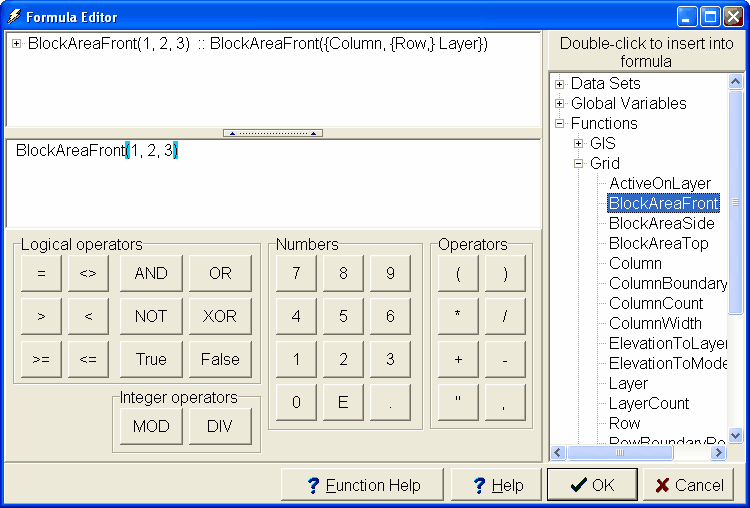 Formula Editor
BlockAreaFront(1, 2, 3) :: BlockAreaFront({Column, {Row,} Layer})
BlockAreaFront(1, 2, 3)
Double-click to insert into
formula
Data Sets
Global Variables
Functions
GIS
Grid
ActiveOnLayer
BlockAreaFront
BlockAreaSide
BlockAreaTop
Column
ColumnBoundary
ColumnCount
ColumnWidth
ElevationToLayer
ElevationToMode
Layer
LayerCount
Row
RowBoundaryPo
Logical operators
= <> AND OR
> < NOT XOR
>= <= True False
Integer operators
MOD DIV
Numbers
7 8 9
4 5 6
1 2 3
0 E .
Operators
( )
* /
+ -
" ,
? Function Help
? Help
OK
Cancel